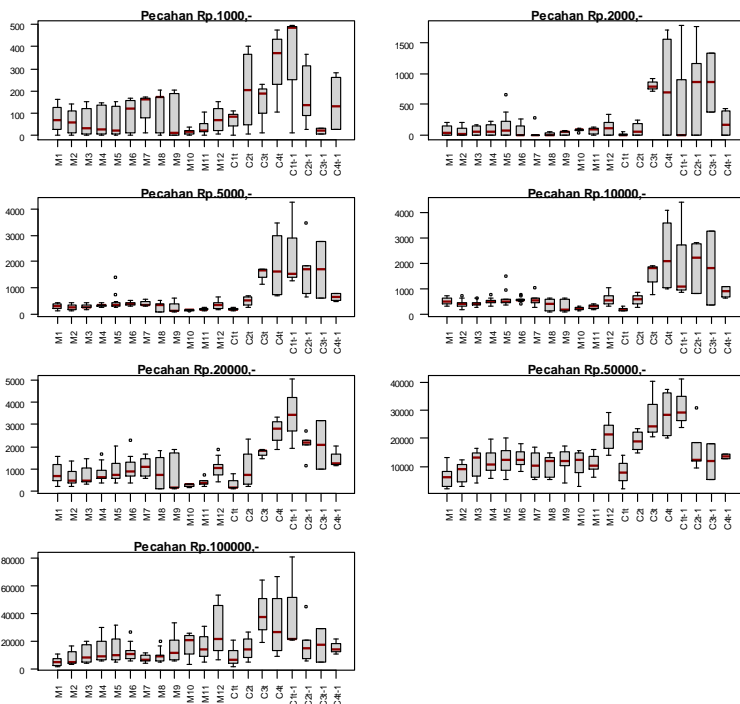 Pecahan Rp.1000,-
500
400
300
200
100
0
M1 M2 M3 M4 M5 M6 M7 M8 M9 M10 M11 M12 C1t C2t C3t C4t C1t-1 C2t-1 C3t-1 C4t-1
Pecahan Rp.2000,-
1500
1000
500
0
M1 M2 M3 M4 M5 M6 M7 M8 M9 M10 M11 M12 C1t C2t C3t C4t C1t-1 C2t-1 C3t-1 C4t-1
Pecahan Rp.5000,-
4000
3000
2000
1000
0
M1 M2 M3 M4 M5 M6 M7 M8 M9 M10 M11 M12 C1t C2t C3t C4t C1t-1 C2t-1 C3t-1 C4t-1
Pecahan Rp.10000,-
4000
3000
2000
1000
0
M1 M2 M3 M4 M5 M6 M7 M8 M9 M10 M11 M12 C1t C2t C3t C4t C1t-1 C2t-1 C3t-1 C4t-1
Pecahan Rp.20000,-
5000
4000
3000
2000
1000
0
M1 M2 M3 M4 M5 M6 M7 M8 M9 M10 M11 M12 C1t C2t C3t C4t C1t-1 C2t-1 C3t-1 C4t-1
Pecahan Rp.50000,-
40000
30000
20000
10000
M1 M2 M3 M4 M5 M6 M7 M8 M9 M10 M11 M12 C1t C2t C3t C4t C1t-1 C2t-1 C3t-1 C4t-1
Pecahan Rp.100000,-
80000
60000
40000
20000
0
M1 M2 M3 M4 M5 M6 M7 M8 M9 M10 M11 M12 C1t C2t C3t C4t C1t-1 C2t-1 C3t-1 C4t-1